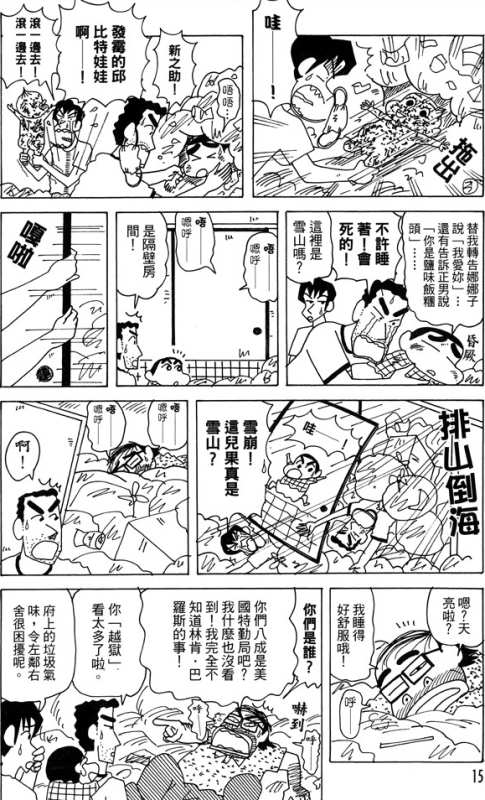 哇——！
拖出
新之助！
唔唔…
發霉的邱
比特娃娃
啊——！
滾一邊去！
滾一邊去！
替我轉告娜娜子
說「我愛妳」…
還有告訴正男說
「你是鹽味飯糰
頭」……
昏厥
不許睡
著！會
死的！
這裡是
雪山嗎？
唔——
嗯呼
唔——
嗯呼
是隔壁房
間！
嘎啦
排山倒海
哇——！
雪崩！
這兒果真是
雪山？
唔——
嗯呼
唔——
嗯呼
啊！
嗯？天
亮啦？
我睡得
好舒服哦！
呼——
嚇到
呼
你們是誰？
你們八成是美
國特勤局吧？
我什麼也沒看
到！我完全不
知道林肯．巴
羅斯的事！
你「越獄」
看太多了啦。
府上的垃圾氣
味，令左鄰右
舍很困擾呢。
15